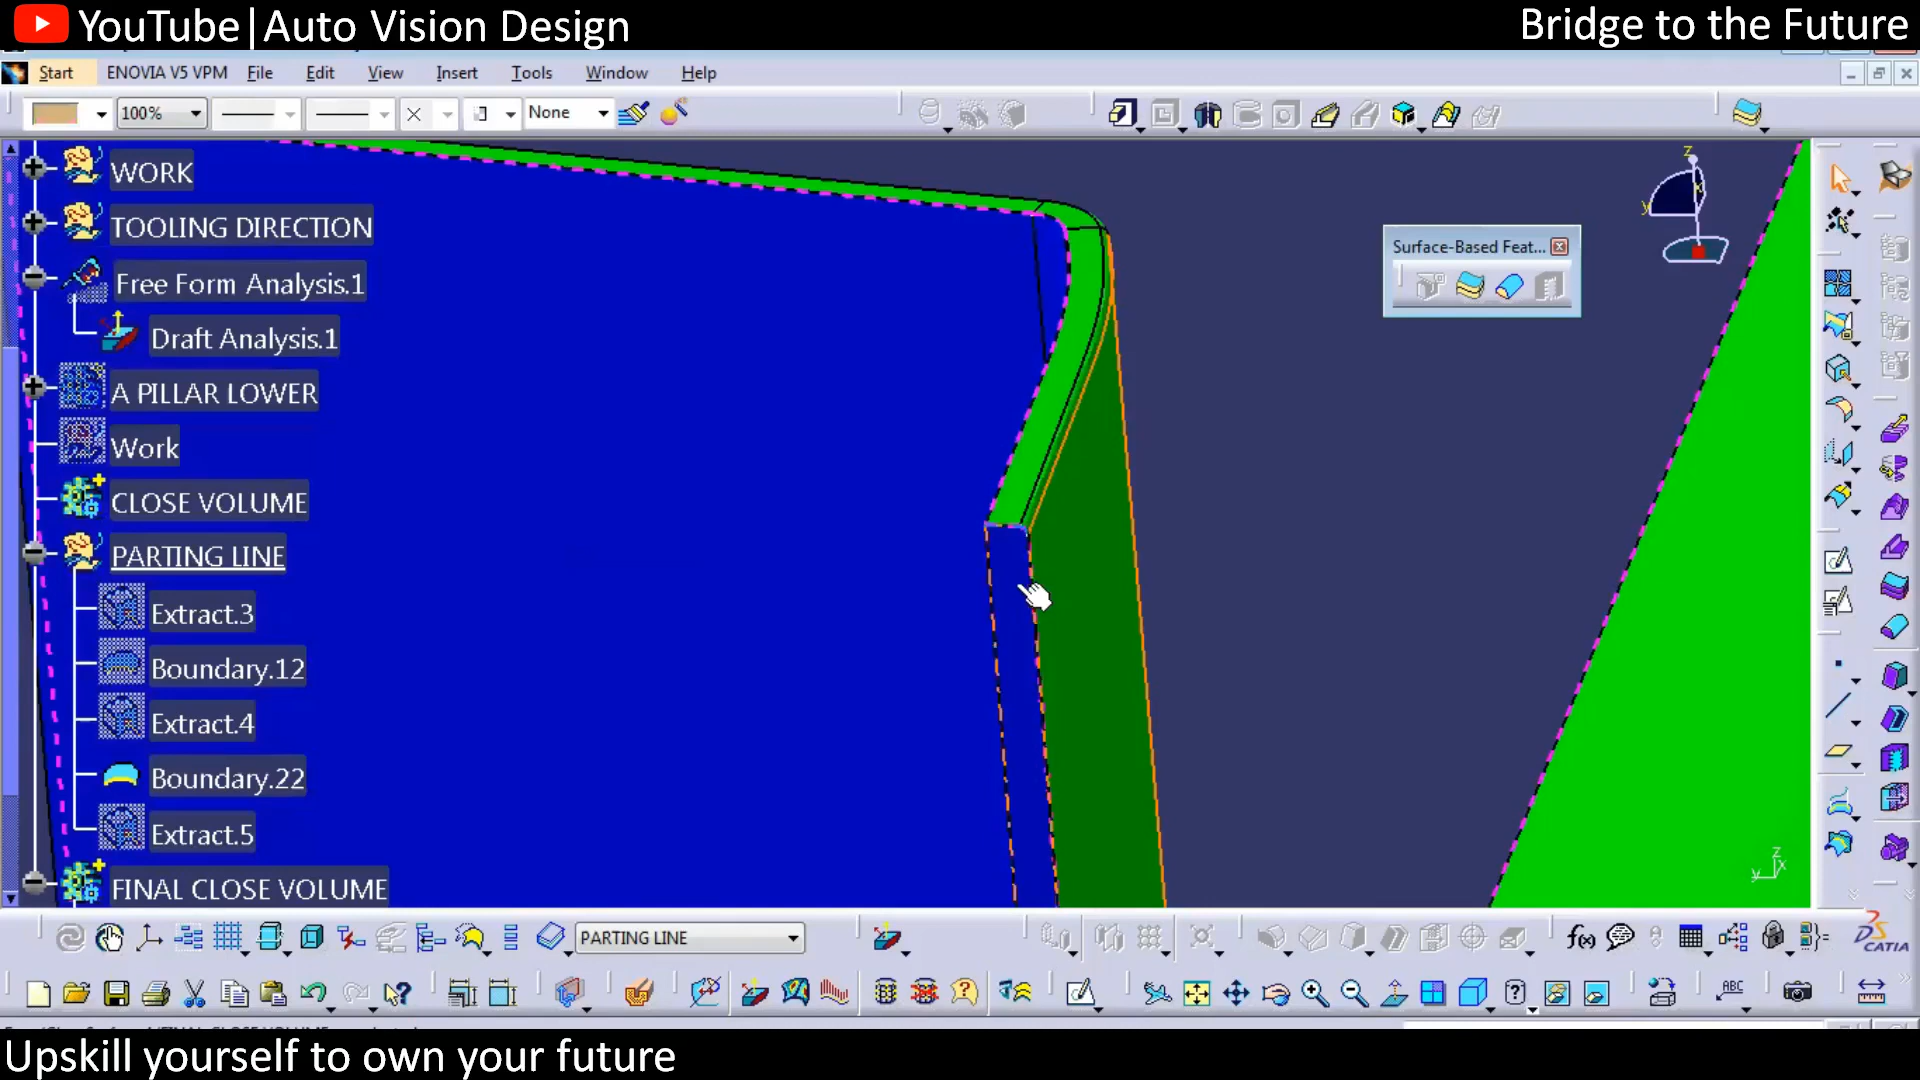 YouTube|Auto Vision Design
Bridge to the Future
Start ENOVIA V5 VPM File Edit View Insert Tools Window Help
100%
None
WORK
TOOLING DIRECTION
Free Form Analysis.1
Draft Analysis.1
A PILLAR LOWER
Work
CLOSE VOLUME
PARTING LINE
Extract.3
Boundary.12
Extract.4
Boundary.22
Extract.5
FINAL CLOSE VOLUME
Surface-Based Feat...
z
y
z
x
y
PARTING LINE
f(x)
CATIA
ABC
Upskill yourself to own your future